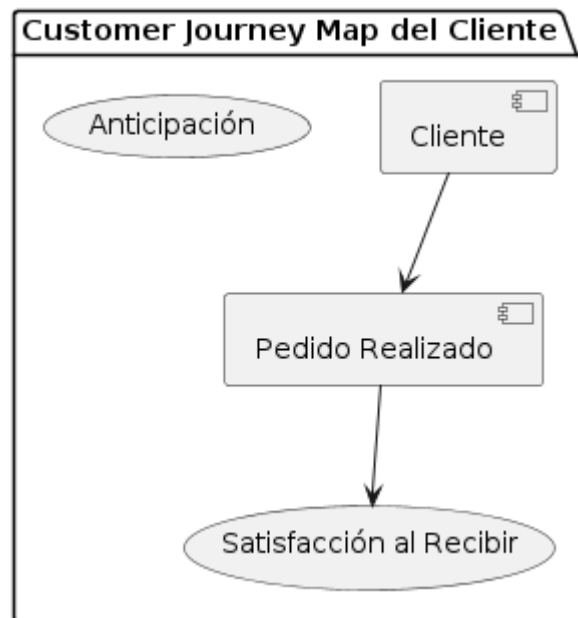 Customer Journey Map del Cliente
Anticipación
Cliente
Pedido Realizado
Satisfacción al Recibir